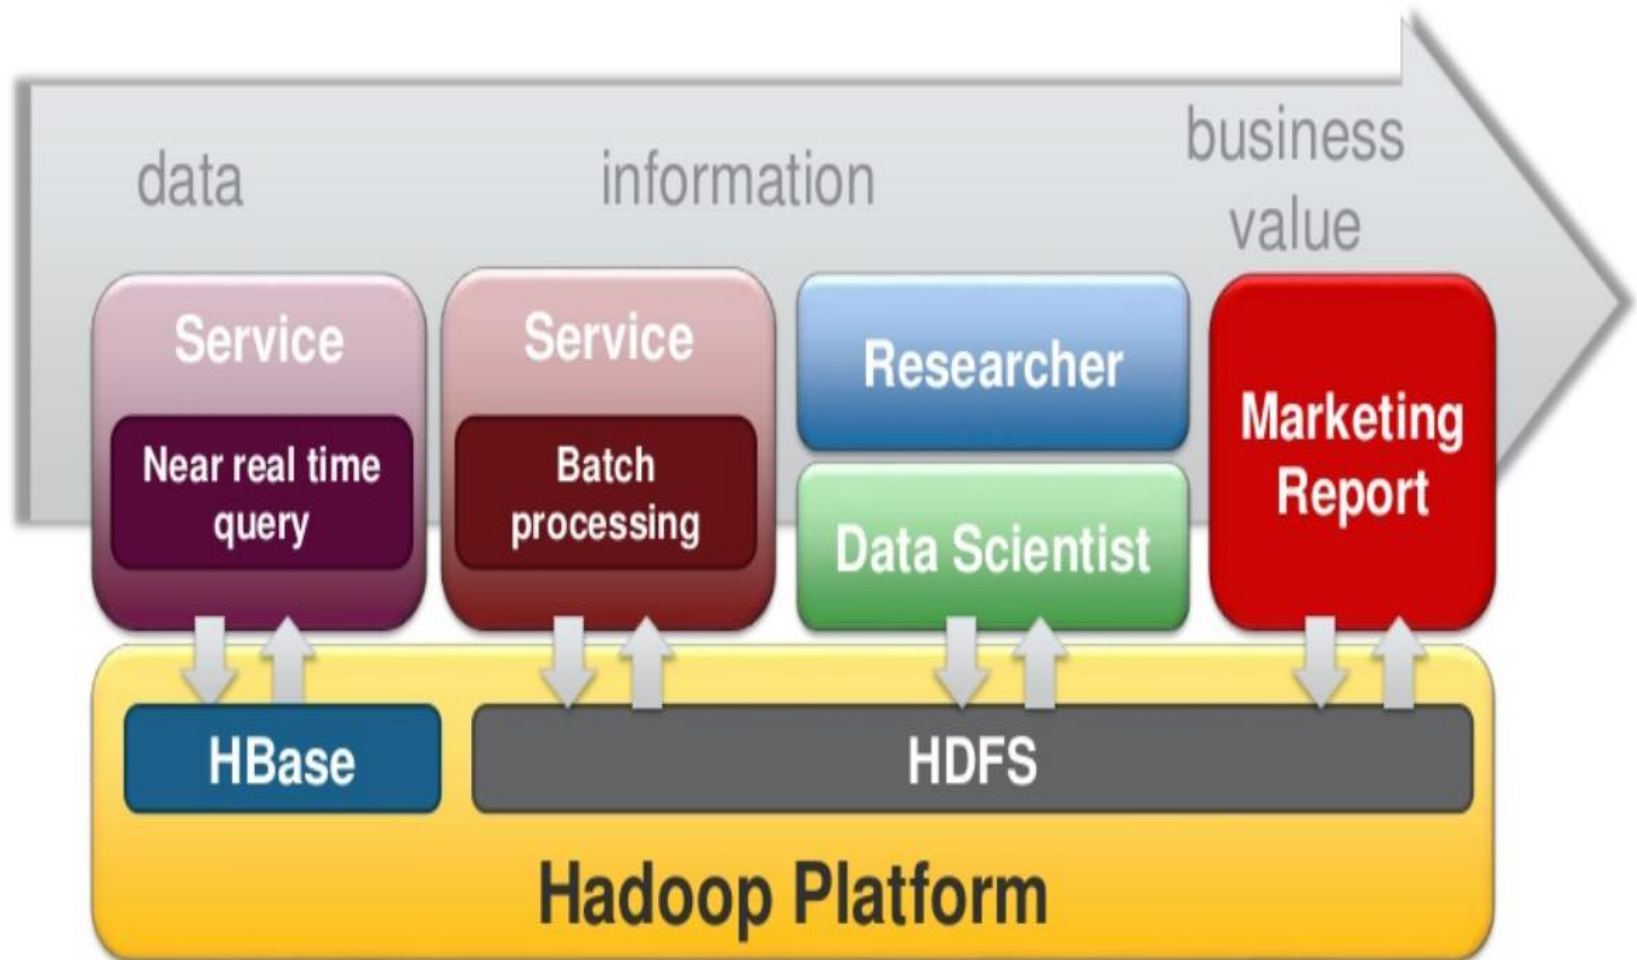 data
information
business
value
Service
Near real time
query
Service
Batch
processing
Researcher
Data Scientist
Marketing
Report
HBase
HDFS
Hadoop Platform